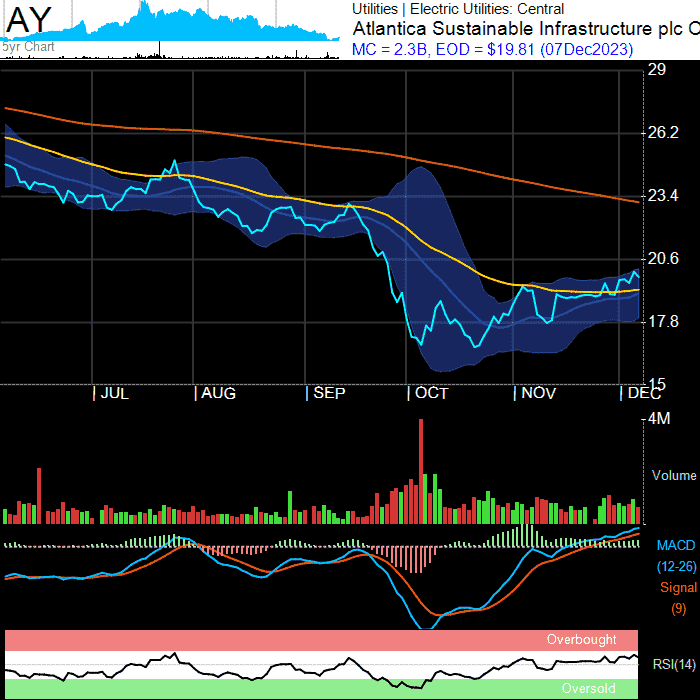 AY
5yr Chart
Utilities | Electric Utilities: Central
Atlantica Sustainable Infrastructure plc O
MC = 2.3B, EOD = $19.81 (07Dec2023)
29
26.2
23.4
20.6
17.8
15
| JUL | AUG | SEP | OCT | NOV | DEC
4M
Volume
MACD
(12-26)
Signal
(9)
Overbought
RSI(14)
Oversold